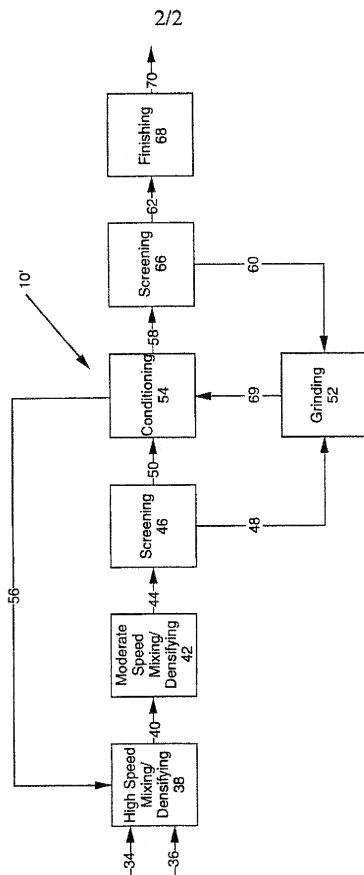 2/2
10'
56
34
36
High Speed
Mixing/
Densifying
38
40
Moderate
Speed
Mixing/
Densifying
42
44
Screening
46
48
50
Conditioning
54
58
Screening
66
60
62
Finishing
68
70
69
Grinding
52